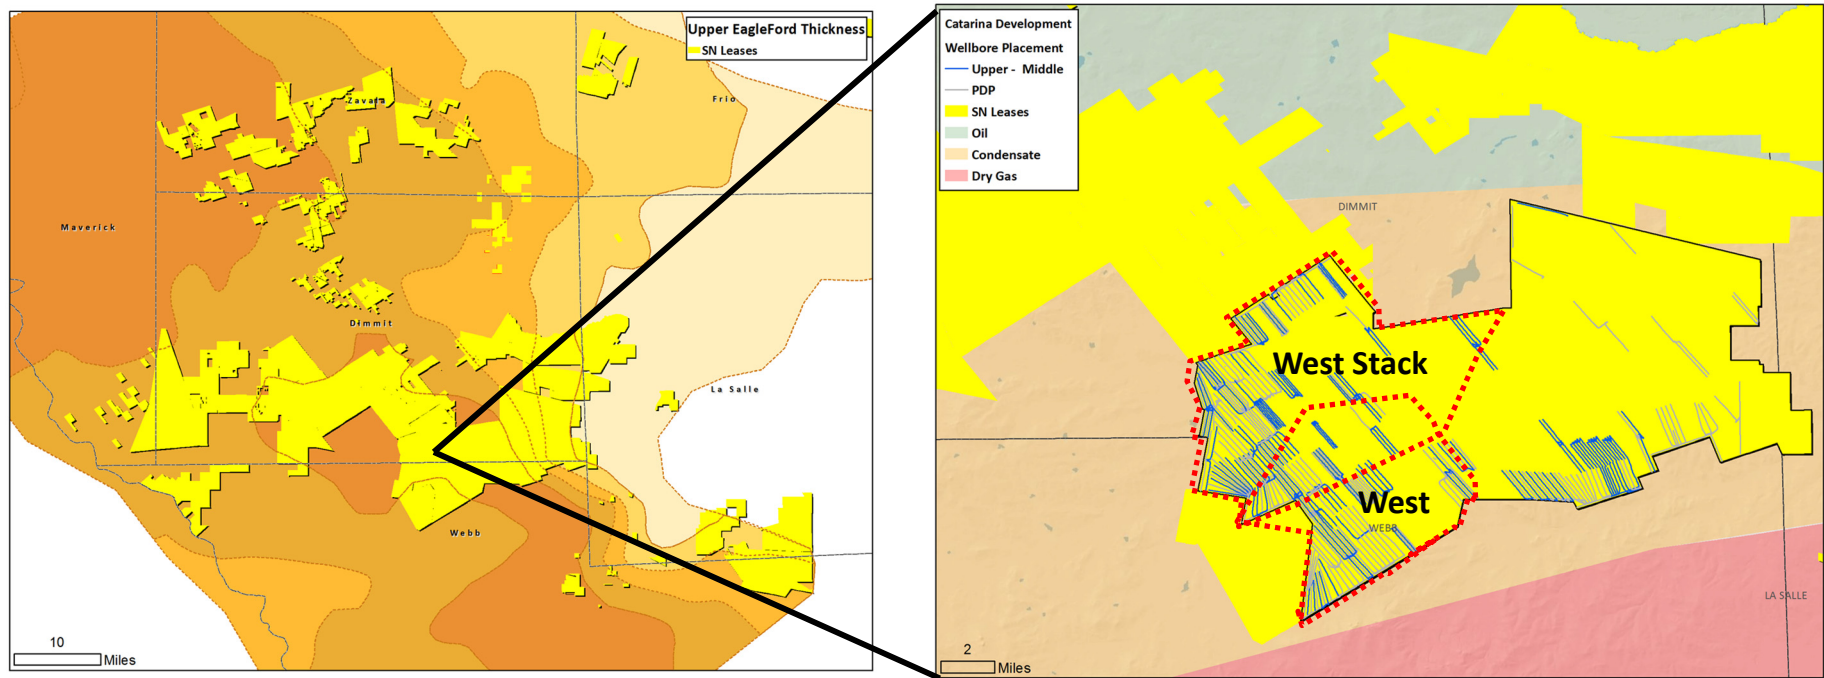 Upper EagleFord Thickness
SN Leases
Zavala
Frio
Maverick
Dimmit
La Salle
Webb
10
Miles
Catarina Development
Wellbore Placement
Upper - Middle
PDP
SN Leases
Oil
Condensate
Dry Gas
DIMMIT
West Stack
West
WEBB
LA SALLE
2
Miles